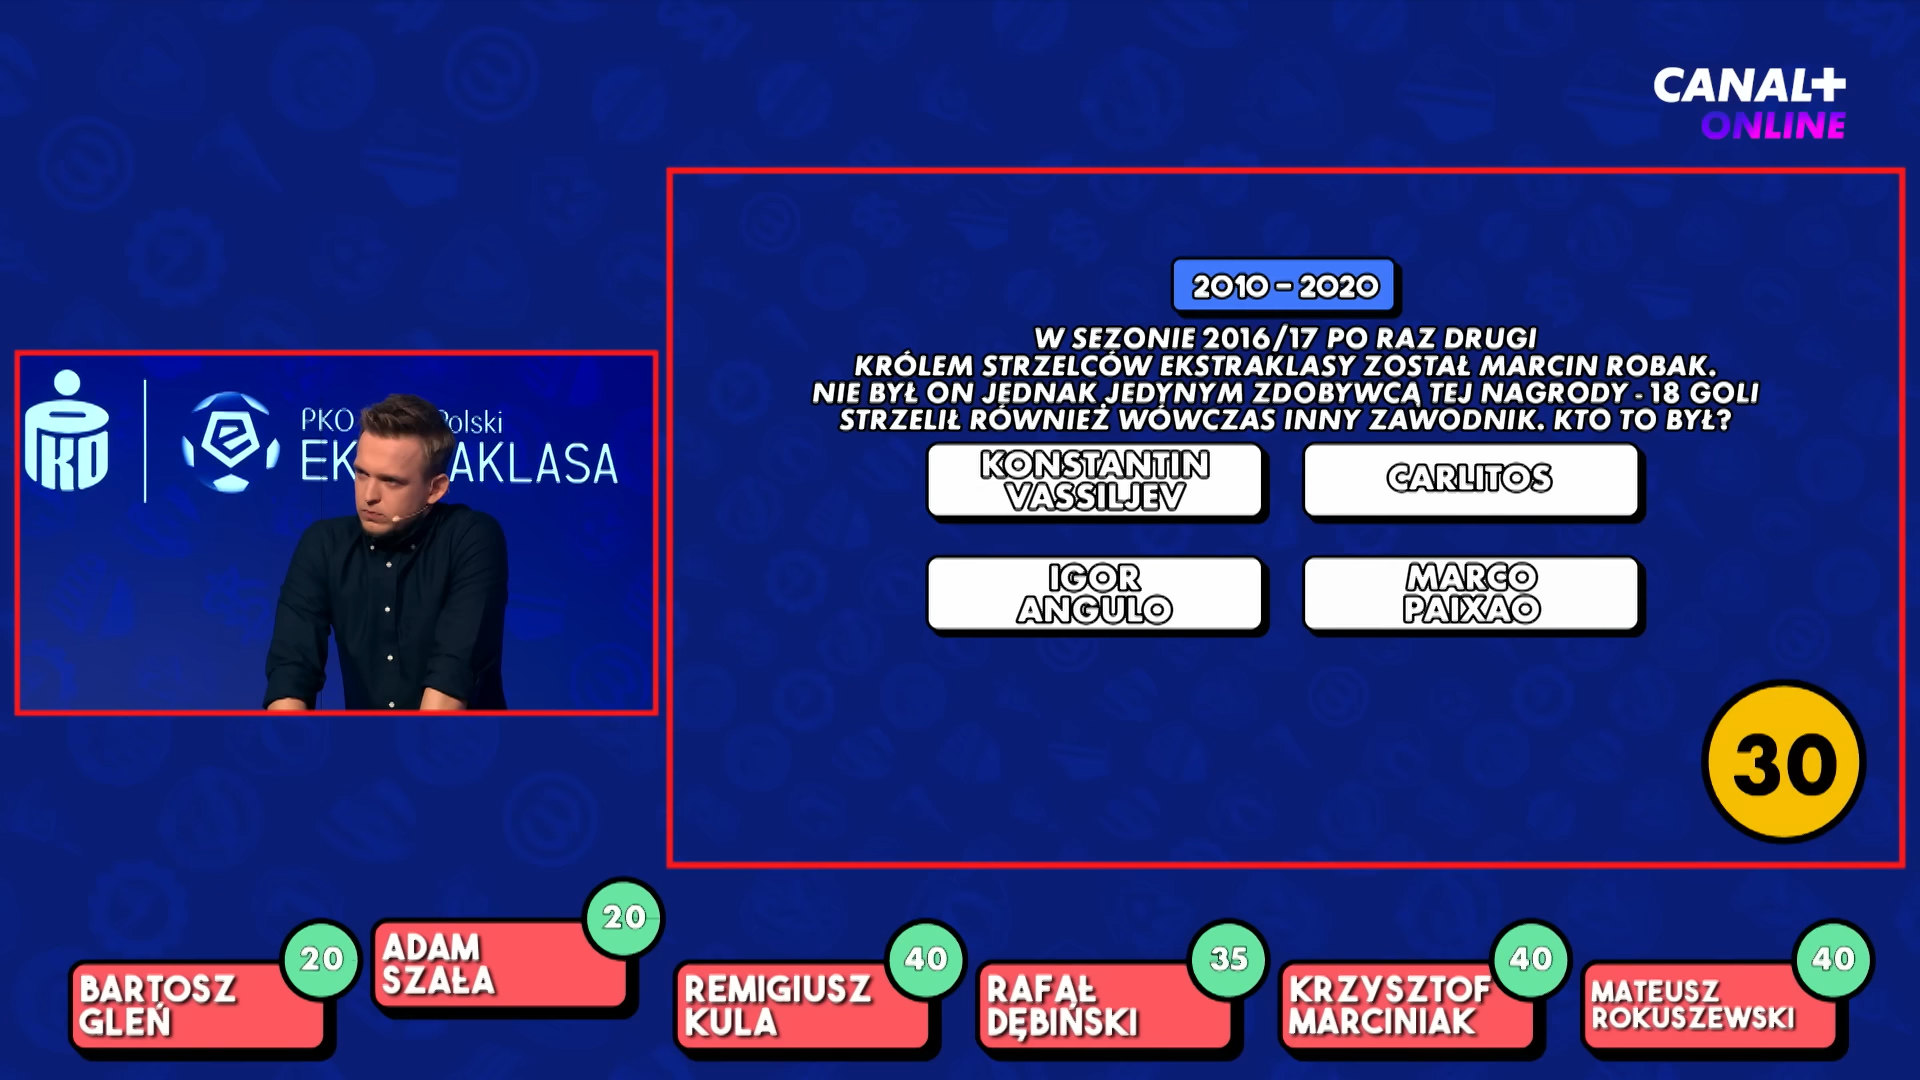 CANAL+
ONLINE
2010 – 2020
W SEZONIE 2016/17 PO RAZ DRUGI
KRÓLEM STRZELCÓW EKSTRAKLASY ZOSTAŁ MARCIN ROBAK.
NIE BYŁ ON JEDNAK JEDYNYM ZDOBYWCĄ TEJ NAGRODY - 18 GOLI
STRZELIŁ RÓWNIEŻ WÓWCZAS INNY ZAWODNIK. KTO TO BYŁ?
KONSTANTIN
VASSILJEV
CARLITOS
IGOR
ANGULO
MARCO
PAIXAO
30
PKO Polski
EK AKLASA
BARTOSZ
GLEŃ
20
ADAM
SZAŁA
20
REMIGIUSZ
KULA
40
RAFAŁ
DĘBIŃSKI
35
KRZYSZTOF
MARCINIAK
40
MATEUSZ
ROKUSZEWSKI
40